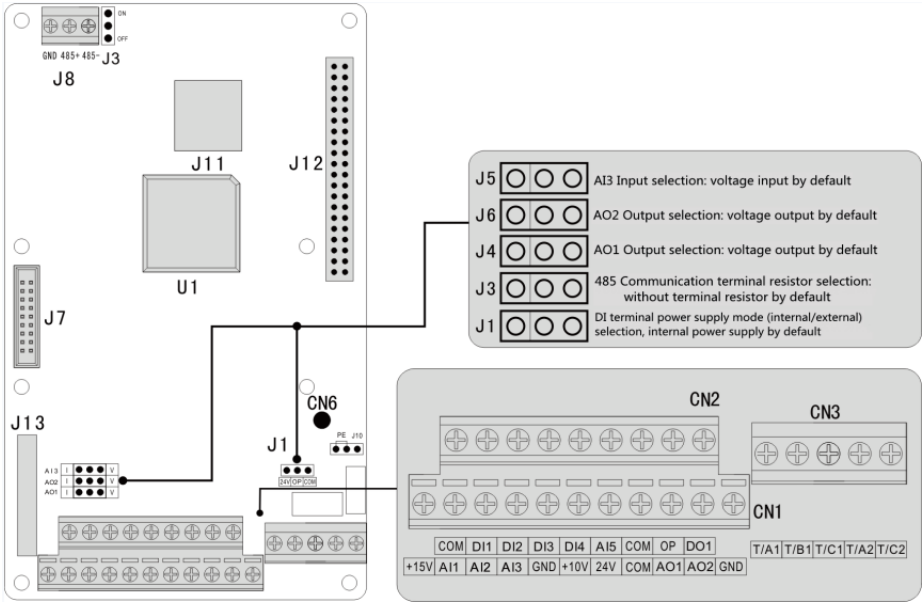 ON
OFF
GND 485+ 485- J3
J8
J11
J12
U1
J7
J5 AI3 Input selection: voltage input by default
J6 AO2 Output selection: voltage output by default
J4 AO1 Output selection: voltage output by default
J3 485 Communication terminal resistor selection:
without terminal resistor by default
J1 DI terminal power supply mode (internal/external)
selection, internal power supply by default
J13
CN6
J1
PE J10
24V OP COM
AI3 I V
AO2 I V
AO1 I V
CN2
CN3
CN1
COM DI1 DI2 DI3 DI4 AI5 COM OP DO1
+15V AI1 AI2 AI3 GND +10V 24V COM AO1 AO2 GND
T/A1 T/B1 T/C1 T/A2 T/C2